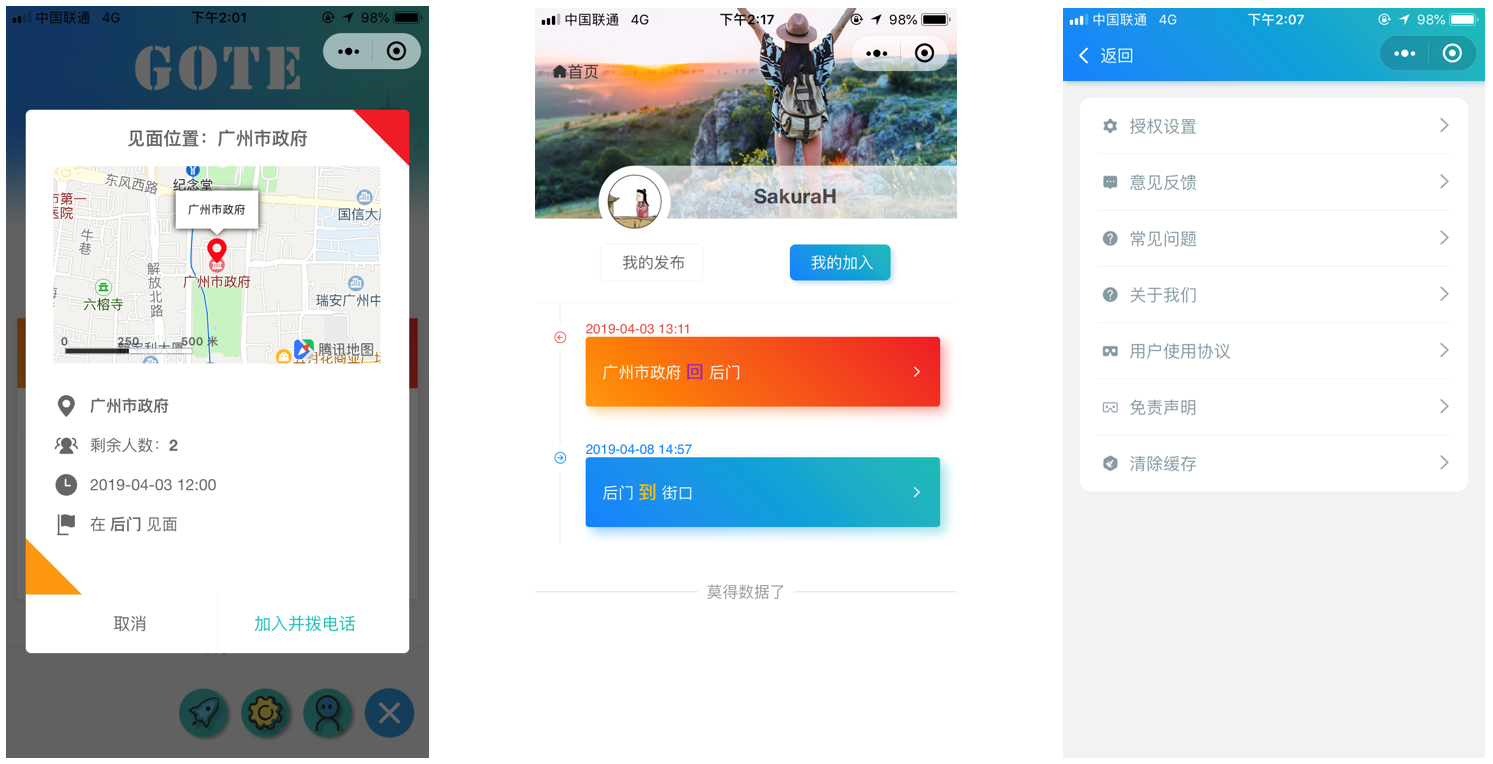 中国联通 4G 下午2:01 98%
GOTE
见面位置：广州市政府
东风西路
纪念堂
市第一
医院
国信大
广州市政府
牛巷
解放北路
广州市政府
六榕寺
瑞安广州中
0 250 500 米
腾讯地图
广州市政府
剩余人数：2
2019-04-03 12:00
在 后门 见面
取消
加入并拨电话
中国联通 4G 下午2:17 98%
首页
SakuraH
我的发布
我的加入
2019-04-03 13:11
广州市政府 回 后门
2019-04-08 14:57
后门 到 街口
莫得数据了
中国联通 4G 下午2:07 98%
返回
授权设置
意见反馈
常见问题
关于我们
用户使用协议
免责声明
清除缓存